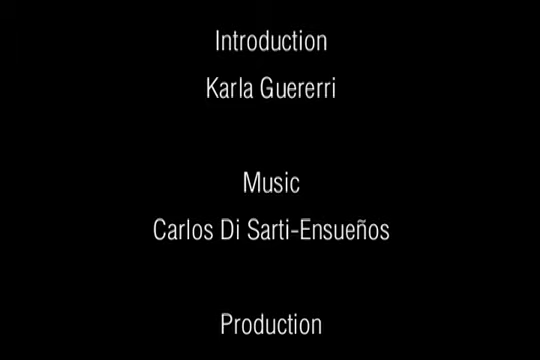 Introduction
Karla Guererri
Music
Carlos Di Sarti-Ensueños
Production